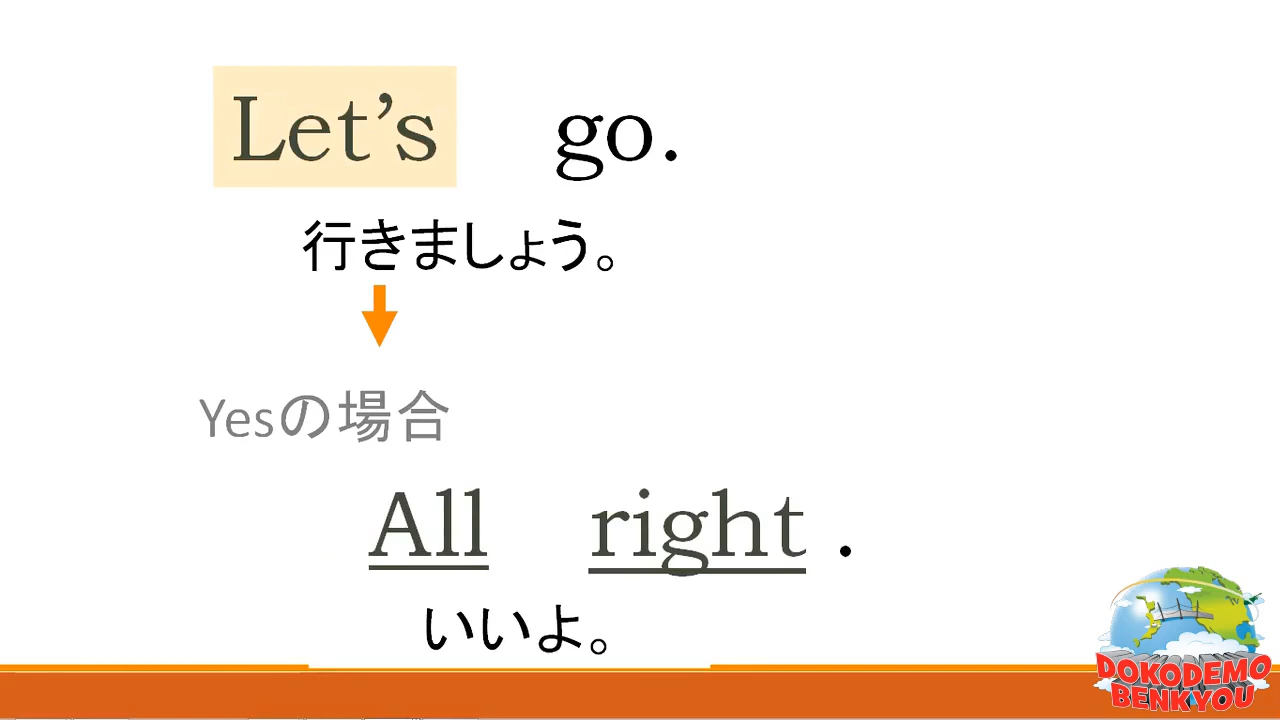 Let's go.
行きましょう。
Yesの場合
All right .
いいよ。
DOKODEMO
BENKYOU